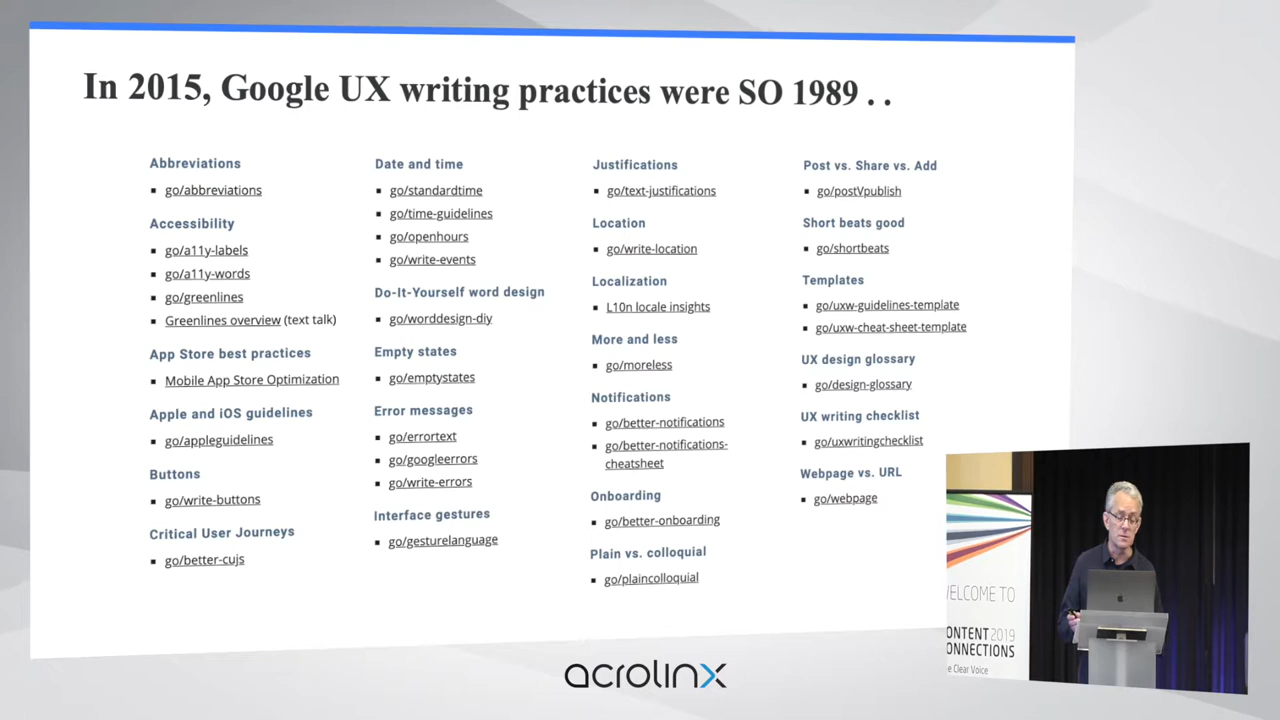 In 2015, Google UX writing practices were SO 1989 . .
Abbreviations
go/abbreviations
Accessibility
go/a11y-labels
go/a11y-words
go/greenlines
Greenlines overview (text talk)
App Store best practices
Mobile App Store Optimization
Apple and iOS guidelines
go/appleguidelines
Buttons
go/write-buttons
Critical User Journeys
go/better-cujs
Date and time
go/standardtime
go/time-guidelines
go/openhours
go/write-events
Do-It-Yourself word design
go/worddesign-diy
Empty states
go/emptystates
Error messages
go/errortext
go/googleerrors
go/write-errors
Interface gestures
go/gesturelanguage
Justifications
go/text-justifications
Location
go/write-location
Localization
L10n locale insights
More and less
go/moreless
Notifications
go/better-notifications
go/better-notifications-
cheatsheet
Onboarding
go/better-onboarding
Plain vs. colloquial
go/plaincolloquial
Post vs. Share vs. Add
go/postVpublish
Short beats good
go/shortbeats
Templates
go/uxw-guidelines-template
go/uxw-cheat-sheet-template
UX design glossary
go/design-glossary
UX writing checklist
go/uxwritingchecklist
Webpage vs. URL
go/webpage
WELCOME TO
ONTENT 2019
ONNECTIONS
e Clear Voice
acrolinx